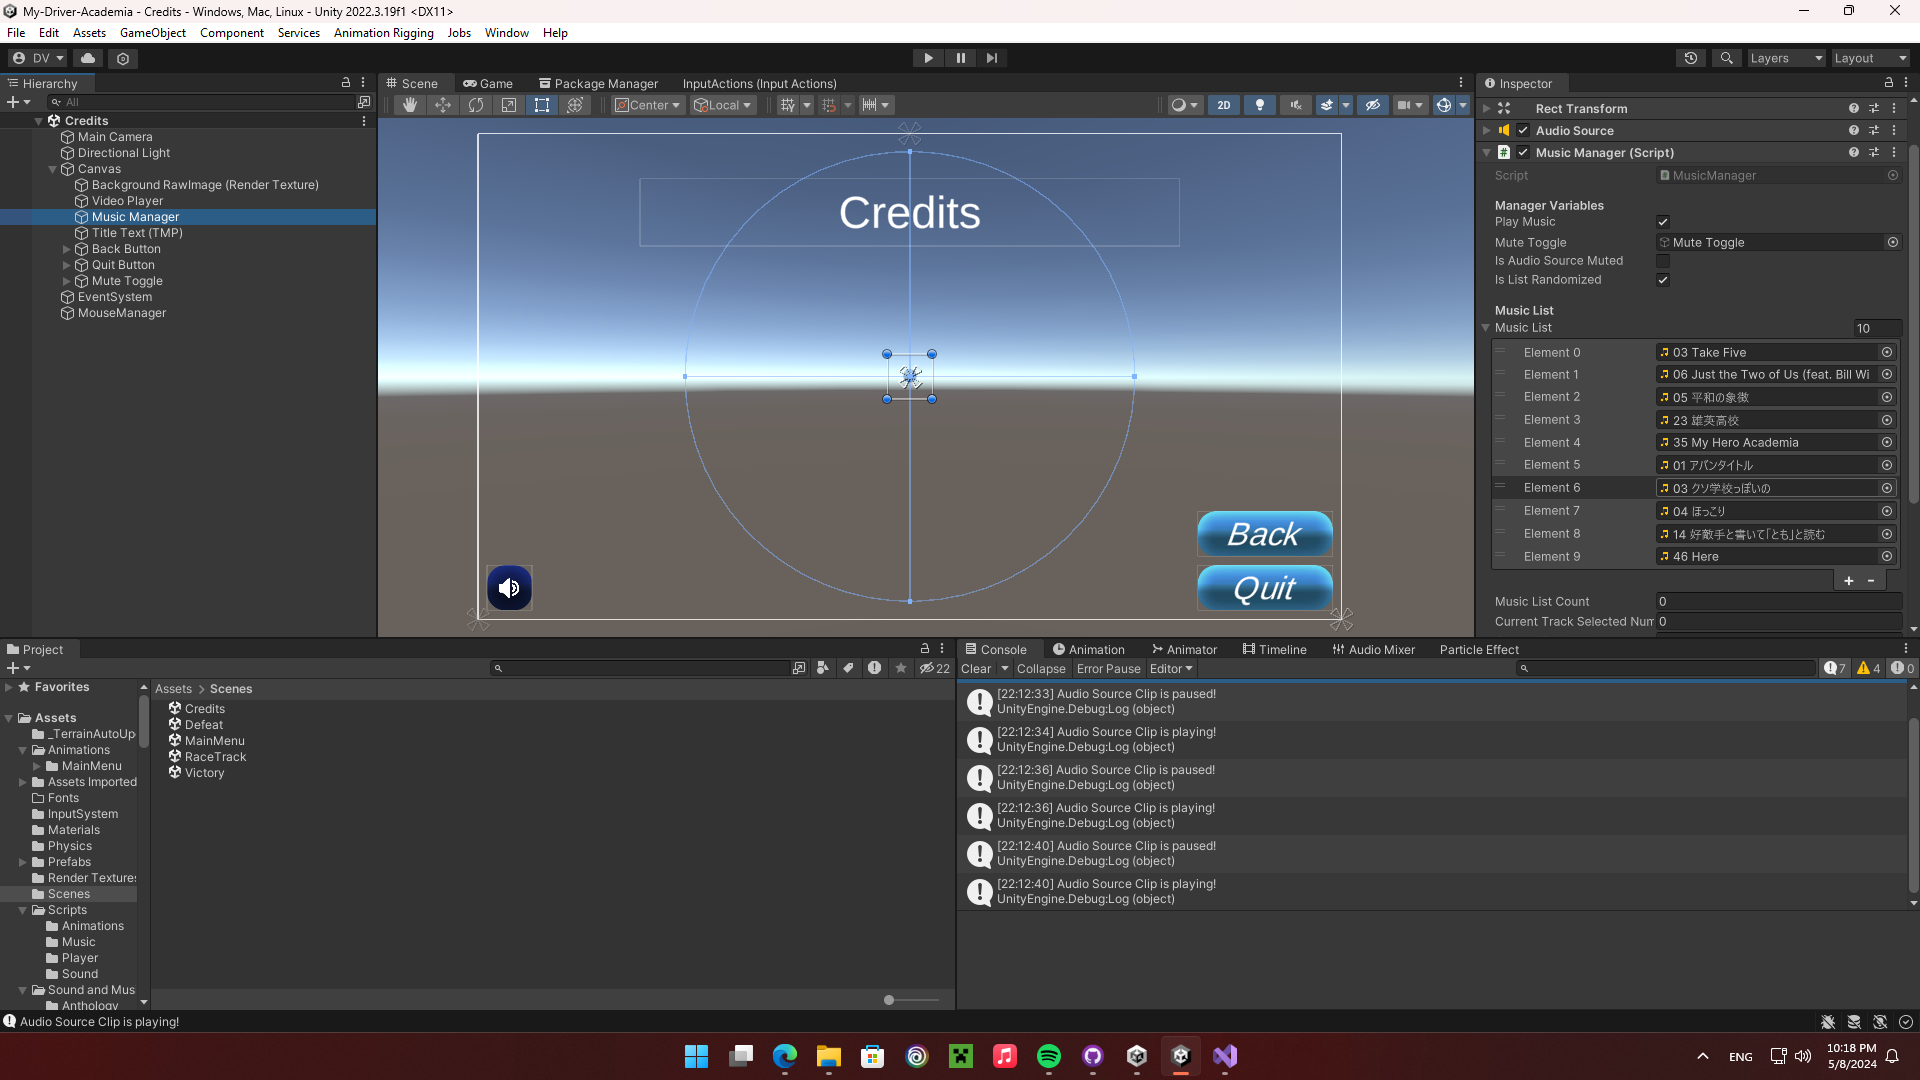 My-Driver-Academia - Credits - Windows, Mac, Linux - Unity 2022.3.19f1 <DX11>
File Edit Assets GameObject Component Services Animation Rigging Jobs Window Help
DV
Layers Layout
Hierarchy
All
Credits
Main Camera
Directional Light
Canvas
Background RawImage (Render Texture)
Video Player
Music Manager
Title Text (TMP)
Back Button
Quit Button
Mute Toggle
EventSystem
MouseManager
Scene Game Package Manager InputActions (Input Actions)
Center Local 2D
Credits
Back
Quit
Inspector
Rect Transform
Audio Source
Music Manager (Script)
Script MusicManager
Manager Variables
Play Music
Mute Toggle Mute Toggle
Is Audio Source Muted
Is List Randomized
Music List
Music List 10
Element 0 03 Take Five
Element 1 06 Just the Two of Us (feat. Bill Wi
Element 2 05 平和の象徴
Element 3 23 雄英高校
Element 4 35 My Hero Academia
Element 5 01 アバンタイトル
Element 6 03 クソ学校っぽいの
Element 7 04 ほっこり
Element 8 14 好敵手と書いて「とも」と読む
Element 9 46 Here
+ -
Music List Count 0
Current Track Selected Num 0
Project
22
Favorites
Assets
_TerrainAutoUp
Animations
MainMenu
Assets Imported
Fonts
InputSystem
Materials
Physics
Prefabs
Render Textures
Scenes
Scripts
Animations
Music
Player
Sound
Sound and Mus
Anthology
Assets > Scenes
Credits
Defeat
MainMenu
RaceTrack
Victory
Console Animation Animator Timeline Audio Mixer Particle Effect
Clear Collapse Error Pause Editor 7 4 0
[22:12:33] Audio Source Clip is paused!
UnityEngine.Debug:Log (object)
[22:12:34] Audio Source Clip is playing!
UnityEngine.Debug:Log (object)
[22:12:36] Audio Source Clip is paused!
UnityEngine.Debug:Log (object)
[22:12:36] Audio Source Clip is playing!
UnityEngine.Debug:Log (object)
[22:12:40] Audio Source Clip is paused!
UnityEngine.Debug:Log (object)
[22:12:40] Audio Source Clip is playing!
UnityEngine.Debug:Log (object)
Audio Source Clip is playing!
ENG
10:18 PM
5/8/2024